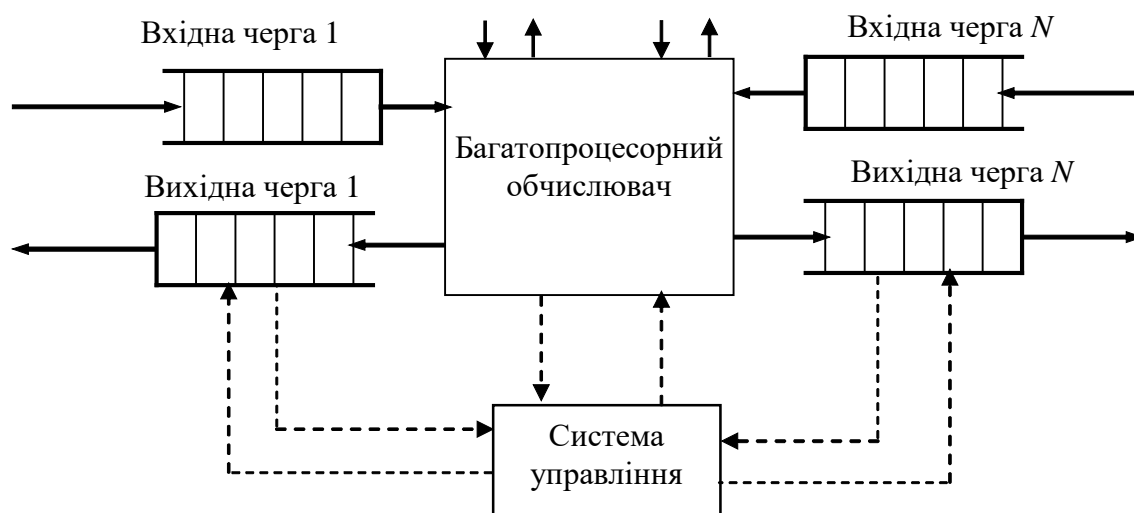 Вхідна черга 1
Вхідна черга N
Багатопроцесорний
обчислювач
Вихідна черга 1
Вихідна черга N
Система
управління